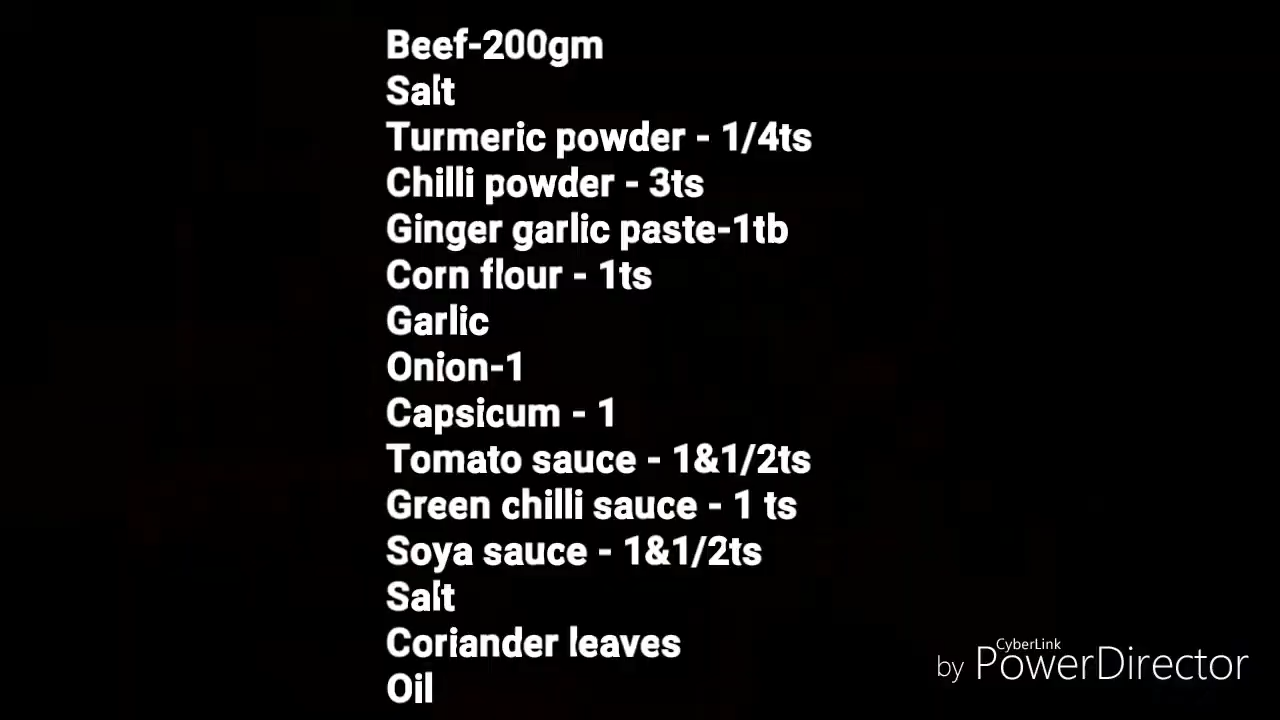 Beef-200gm
Salt
Turmeric powder - 1/4ts
Chilli powder - 3ts
Ginger garlic paste-1tb
Corn flour - 1ts
Garlic
Onion-1
Capsicum - 1
Tomato sauce - 1&1/2ts
Green chilli sauce - 1 ts
Soya sauce - 1&1/2ts
Salt
Coriander leaves
Oil
CyberLink
by PowerDirector